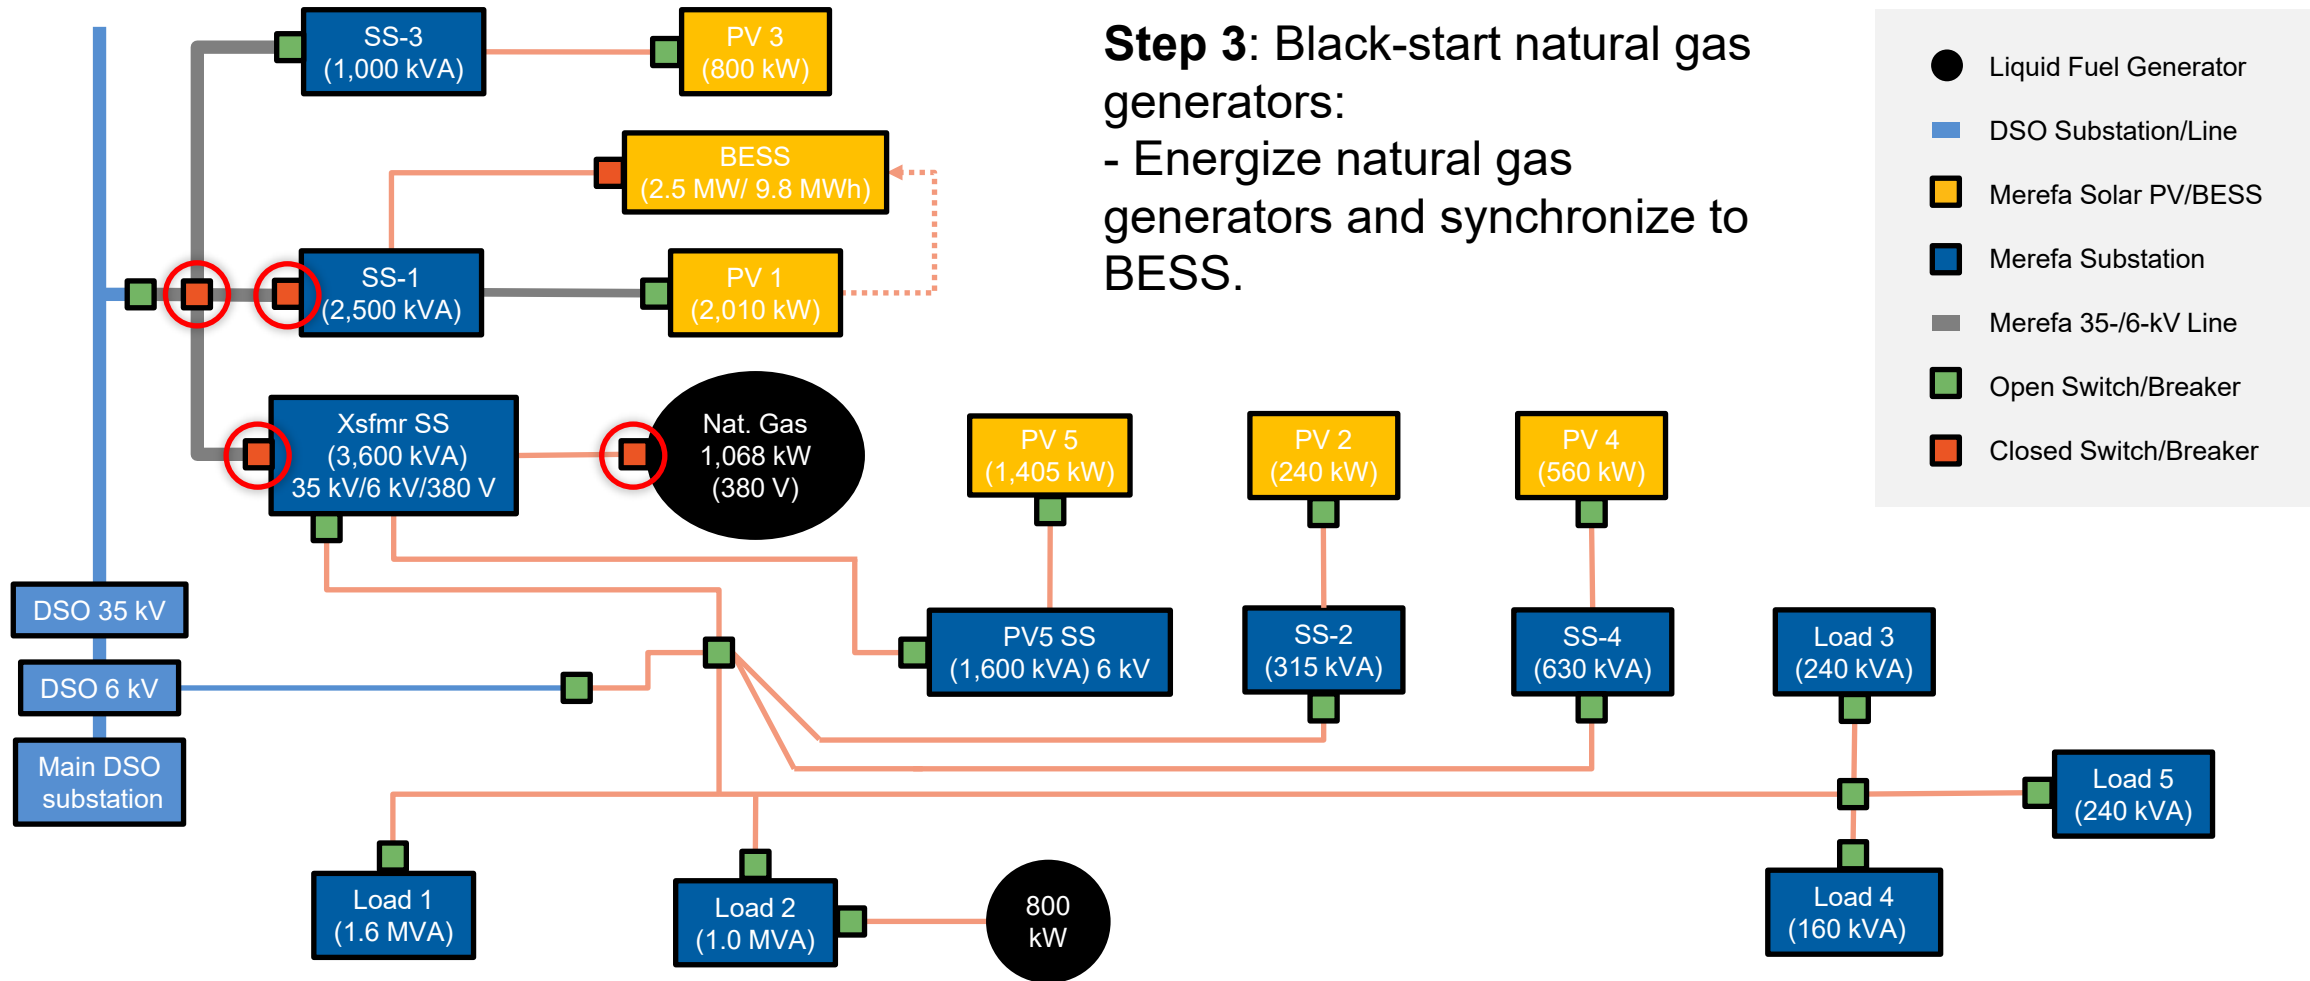 SS-3
(1,000 kVA)
PV 3
(800 kW)
Step 3: Black-start natural gas
generators:
- Energize natural gas
generators and synchronize to
BESS.
BESS
(2.5 MW/ 9.8 MWh)
SS-1
(2,500 kVA)
PV 1
(2,010 kW)
Liquid Fuel Generator
DSO Substation/Line
Merefa Solar PV/BESS
Merefa Substation
Merefa 35-/6-kV Line
Open Switch/Breaker
Closed Switch/Breaker
Xsfmr SS
(3,600 kVA)
35 kV/6 kV/380 V
Nat. Gas
1,068 kW
(380 V)
PV 5
(1,405 kW)
PV 2
(240 kW)
PV 4
(560 kW)
DSO 35 kV
DSO 6 kV
Main DSO
substation
PV5 SS
(1,600 kVA) 6 kV
SS-2
(315 kVA)
SS-4
(630 kVA)
Load 3
(240 kVA)
Load 5
(240 kVA)
Load 1
(1.6 MVA)
Load 2
(1.0 MVA)
800
kW
Load 4
(160 kVA)